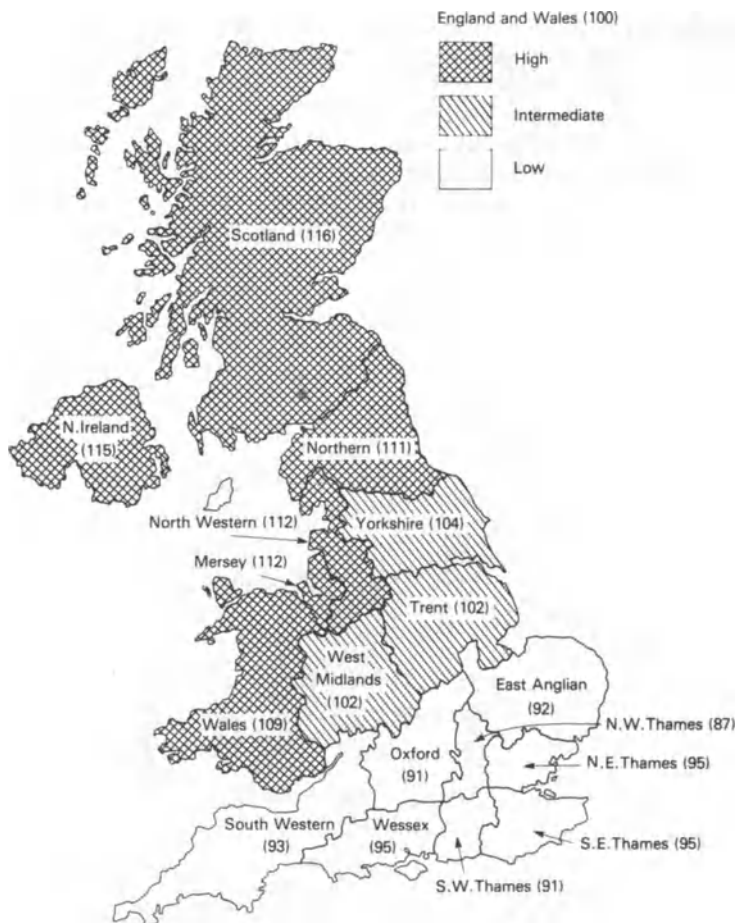 England and Wales (100)
High
Intermediate
Low
Scotland (116)
N.Ireland
(115)
Northern (111)
North Western (112)
Yorkshire (104)
Mersey (112)
Trent (102)
West
Midlands
(102)
East Anglian
(92)
Wales (109)
N.W.Thames (87)
Oxford
(91)
N.E.Thames (95)
South Western
(93)
Wessex
(95)
S.E.Thames (95)
S.W.Thames (91)